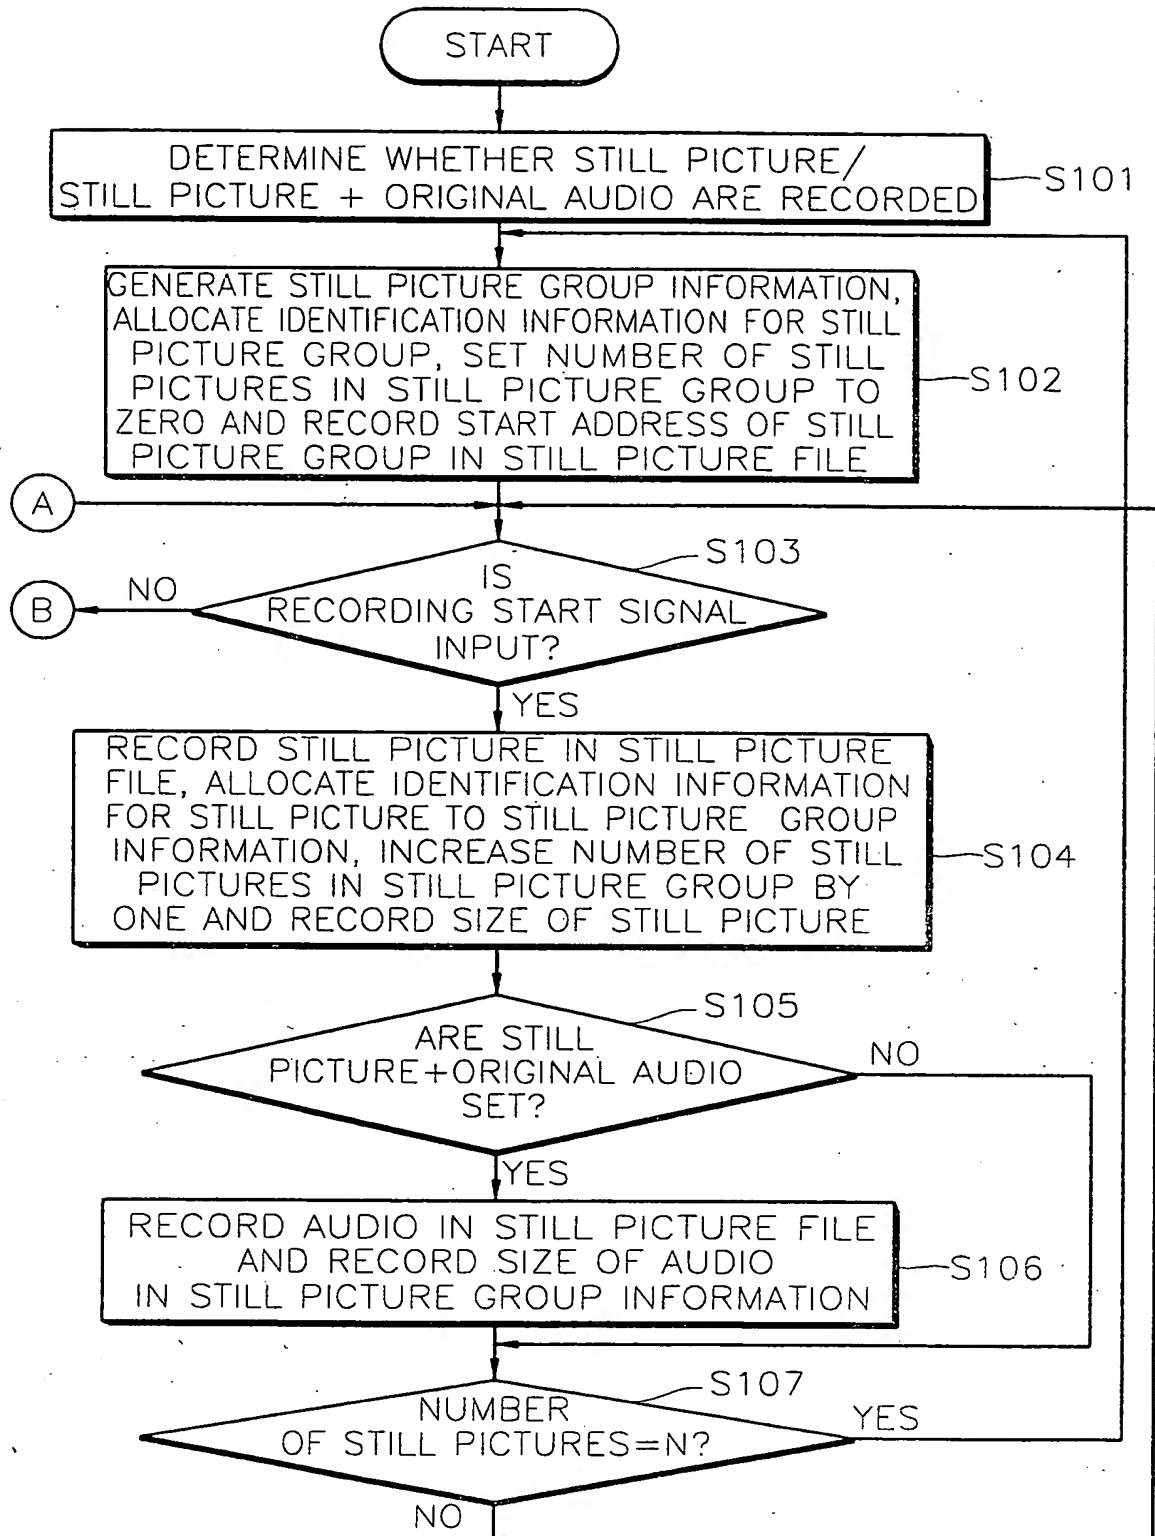 START
DETERMINE WHETHER STILL PICTURE/
STILL PICTURE + ORIGINAL AUDIO ARE RECORDED
S101
GENERATE STILL PICTURE GROUP INFORMATION,
ALLOCATE IDENTIFICATION INFORMATION FOR STILL
PICTURE GROUP, SET NUMBER OF STILL
PICTURES IN STILL PICTURE GROUP TO
ZERO AND RECORD START ADDRESS OF STILL
PICTURE GROUP IN STILL PICTURE FILE
S102
A
S103
IS
RECORDING START SIGNAL
INPUT?
NO
B
YES
RECORD STILL PICTURE IN STILL PICTURE
FILE, ALLOCATE IDENTIFICATION INFORMATION
FOR STILL PICTURE TO STILL PICTURE GROUP
INFORMATION, INCREASE NUMBER OF STILL
PICTURES IN STILL PICTURE GROUP BY
ONE AND RECORD SIZE OF STILL PICTURE
S104
S105
ARE STILL
PICTURE+ORIGINAL AUDIO
SET?
NO
YES
RECORD AUDIO IN STILL PICTURE FILE
AND RECORD SIZE OF AUDIO
IN STILL PICTURE GROUP INFORMATION
S106
S107
NUMBER
OF STILL PICTURES=N?
YES
NO